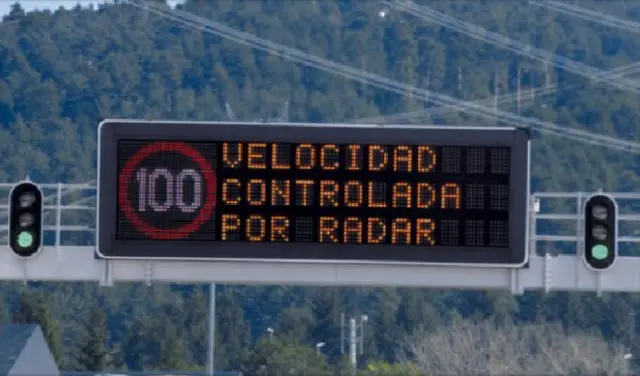 100
VELOCIDAD
CONTROLADA
POR RADAR